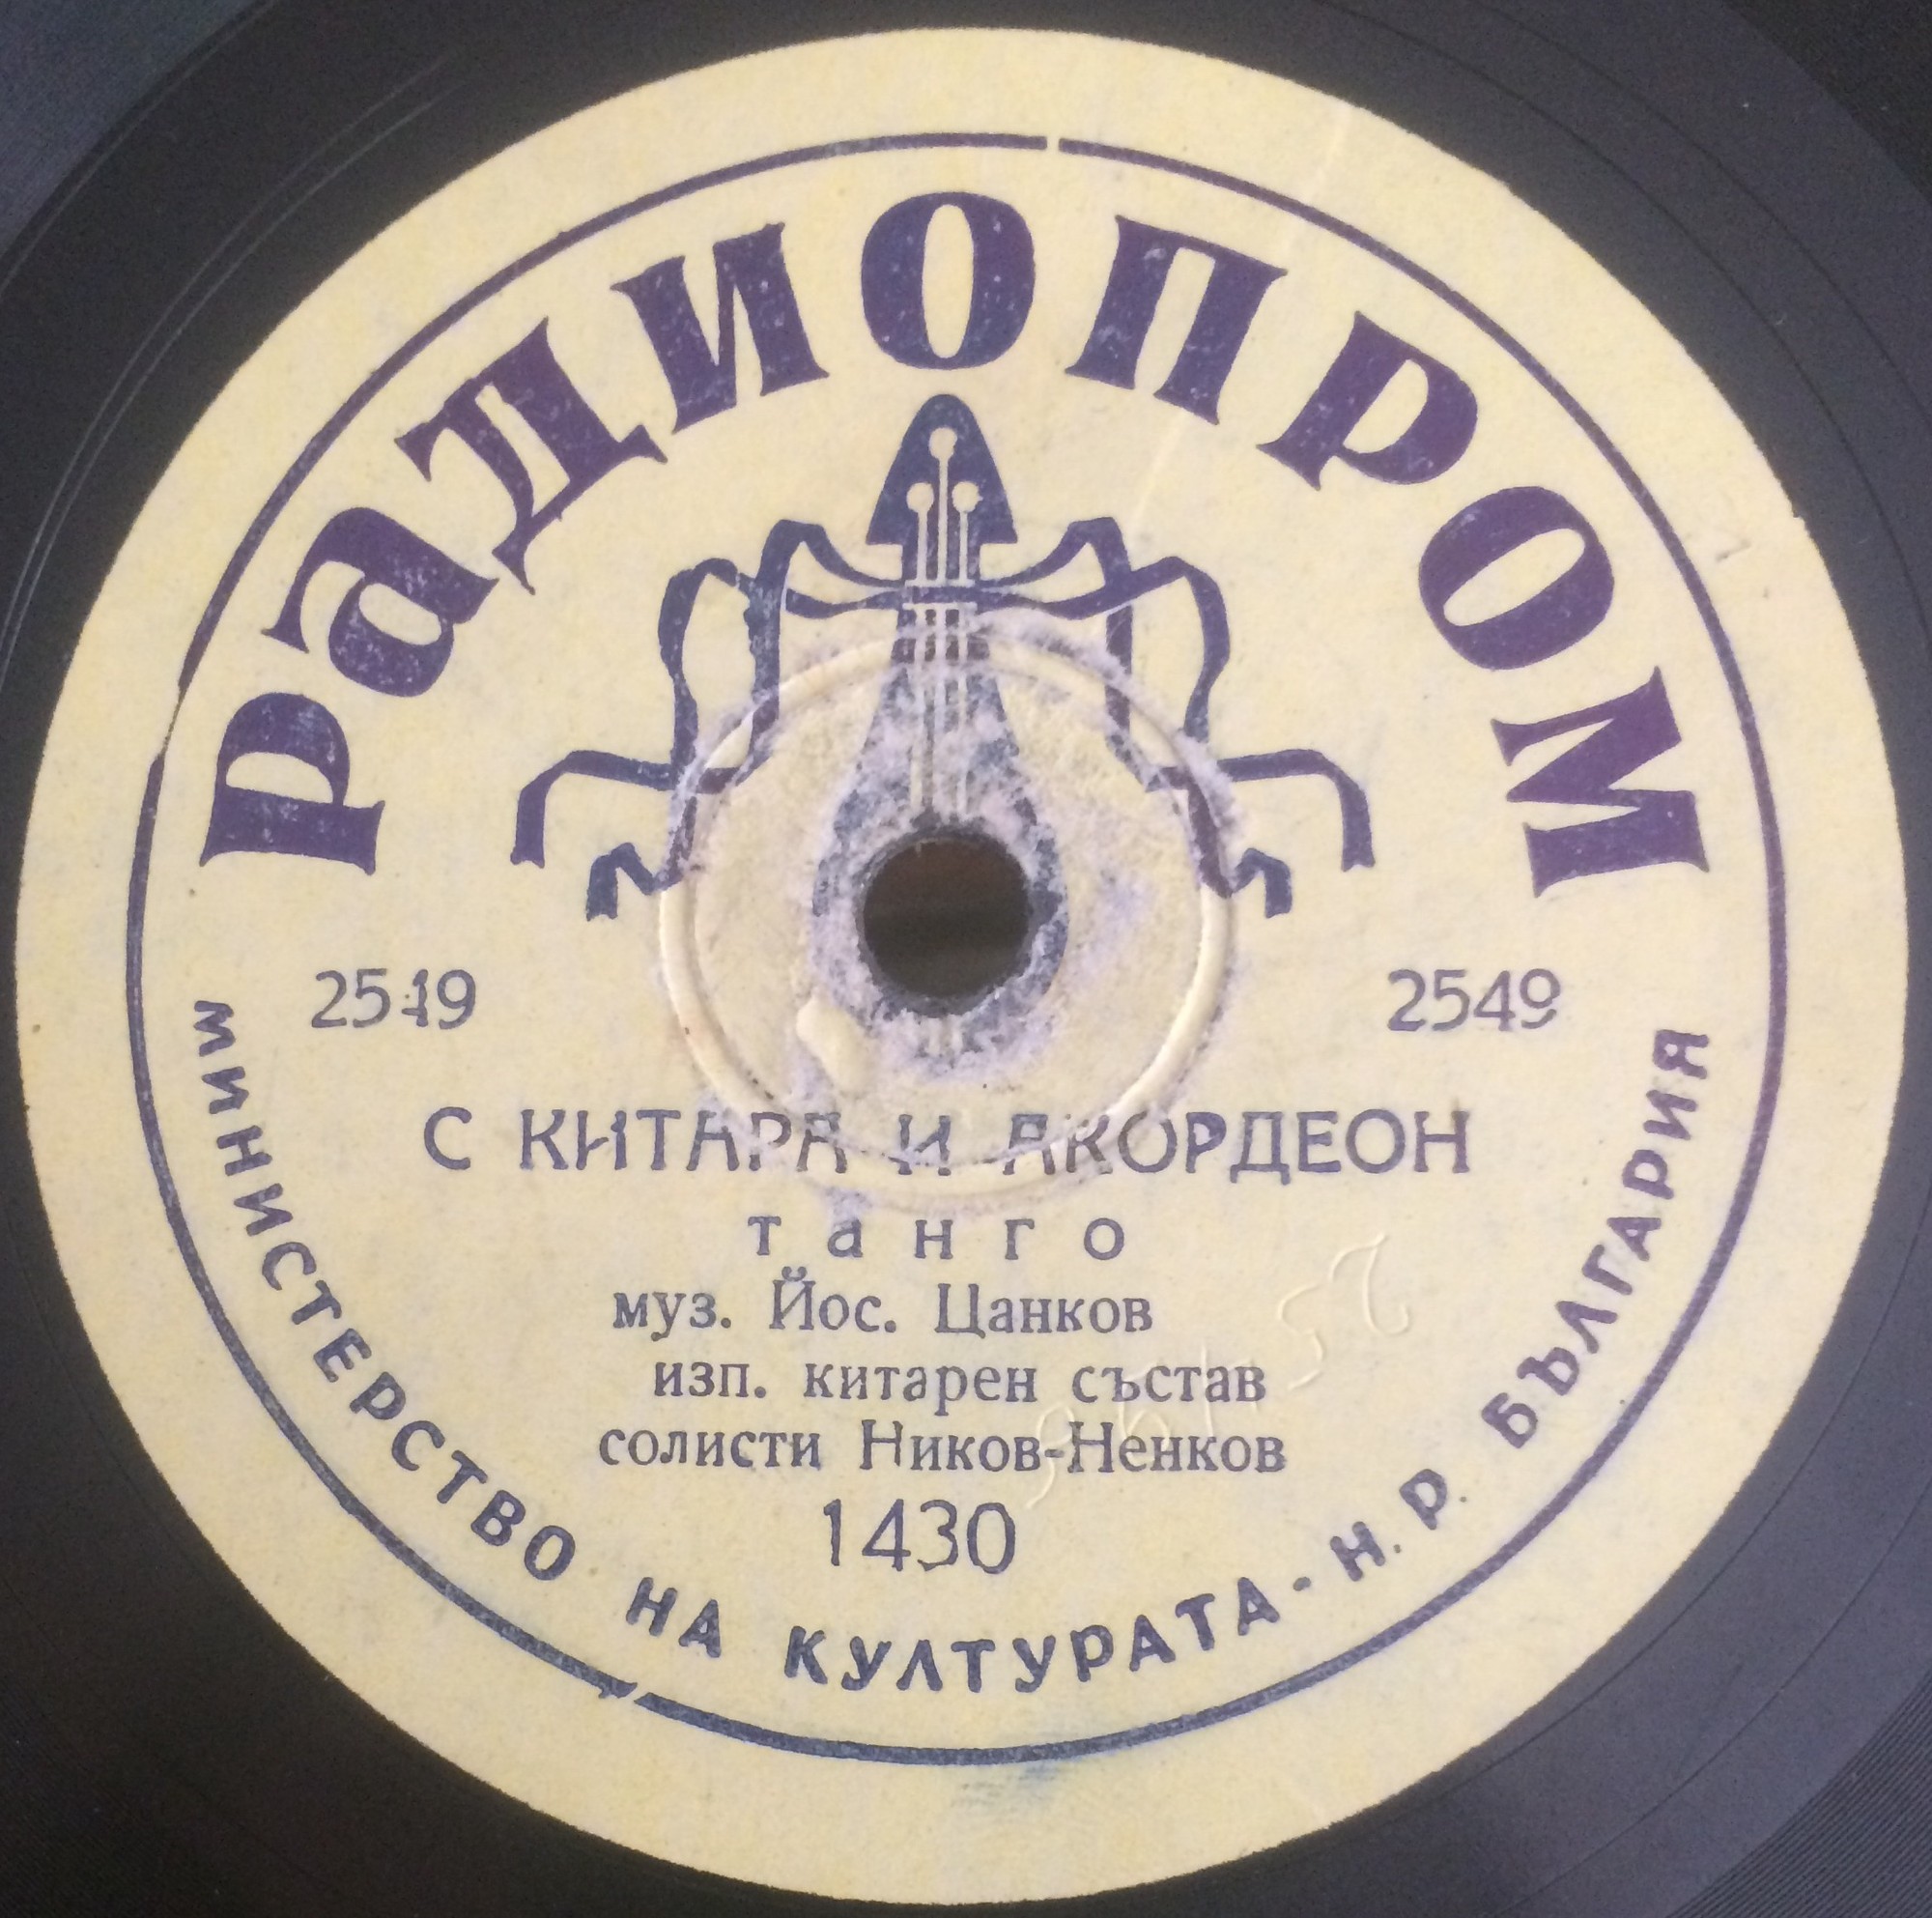 РАДИОПРОМ
2549 2549
С КИТАРА И АКОРДЕОН
танго
муз. Йос. Цанков
изп. китарен състав
солисти Ников-Ненков
1430
МИНИСТЕРСТВО НА КУЛТУРАТА - Н. Р. БЪЛГАРИЯ